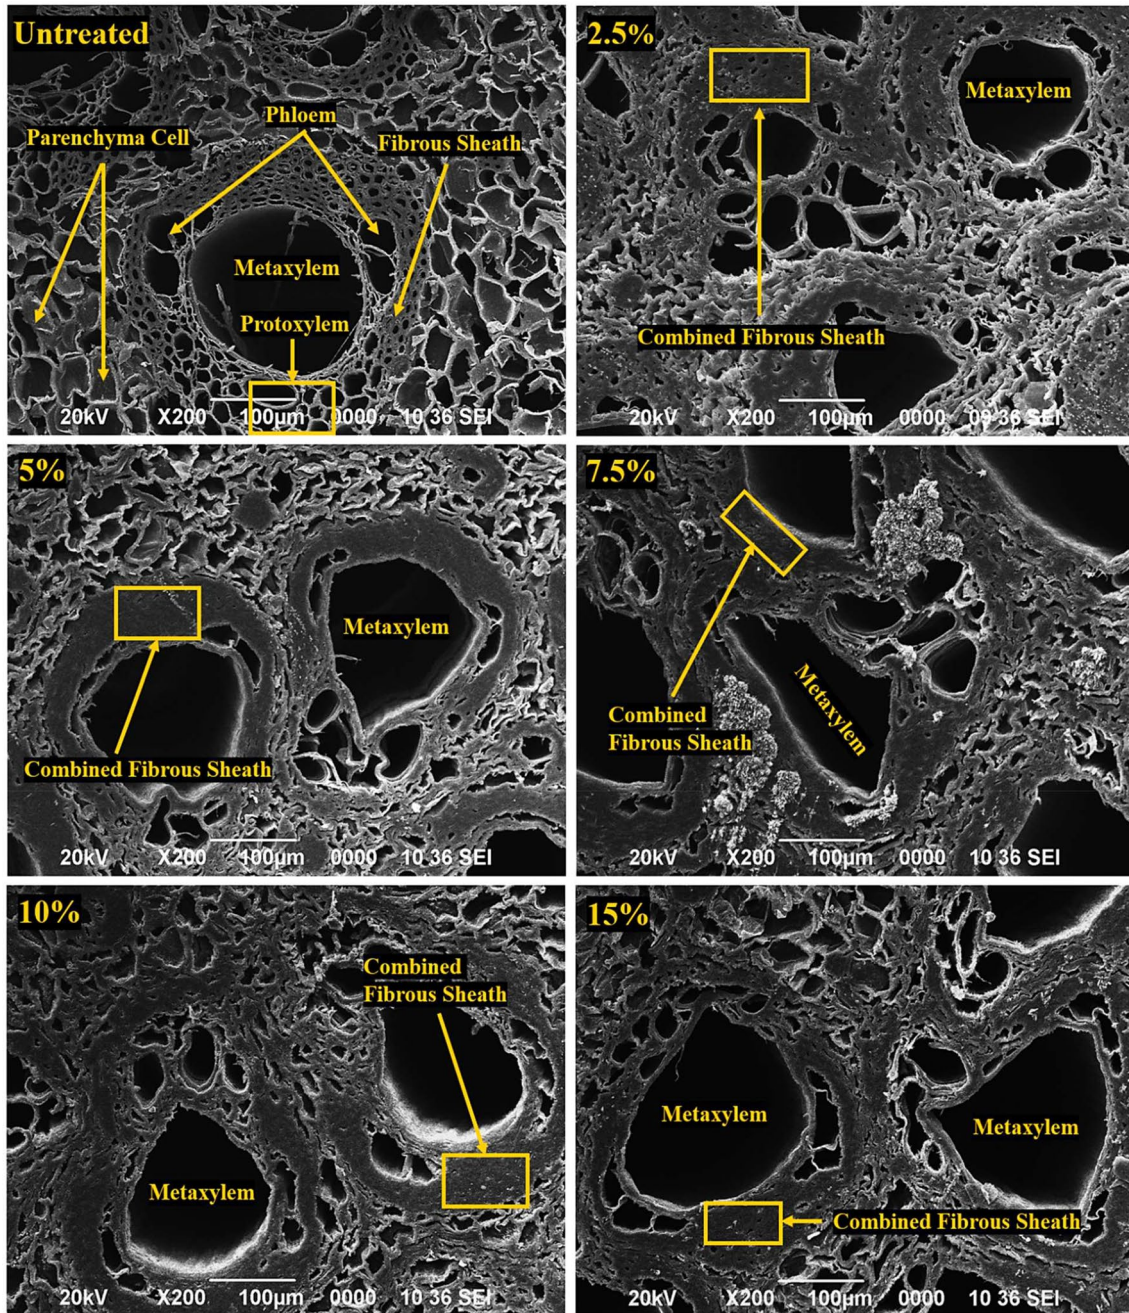 Untreated
Phloem
Parenchyma Cell
Fibrous Sheath
Metaxylem
Protoxylem
20kV X200 100µm 0000 10 36 SEI
2.5%
Metaxylem
Combined Fibrous Sheath
20kV X200 100µm 0000 09 36 SEI
5%
Metaxylem
Combined Fibrous Sheath
20kV X200 100µm 0000 10 36 SEI
7.5%
Combined
Fibrous Sheath
Metaxylem
20kV X200 100µm 0000 10 36 SEI
10%
Combined
Fibrous Sheath
Metaxylem
20kV X200 100µm 0000 10 36 SEI
15%
Metaxylem
Metaxylem
Combined Fibrous Sheath
20kV X200 100µm 0000 10 36 SEI